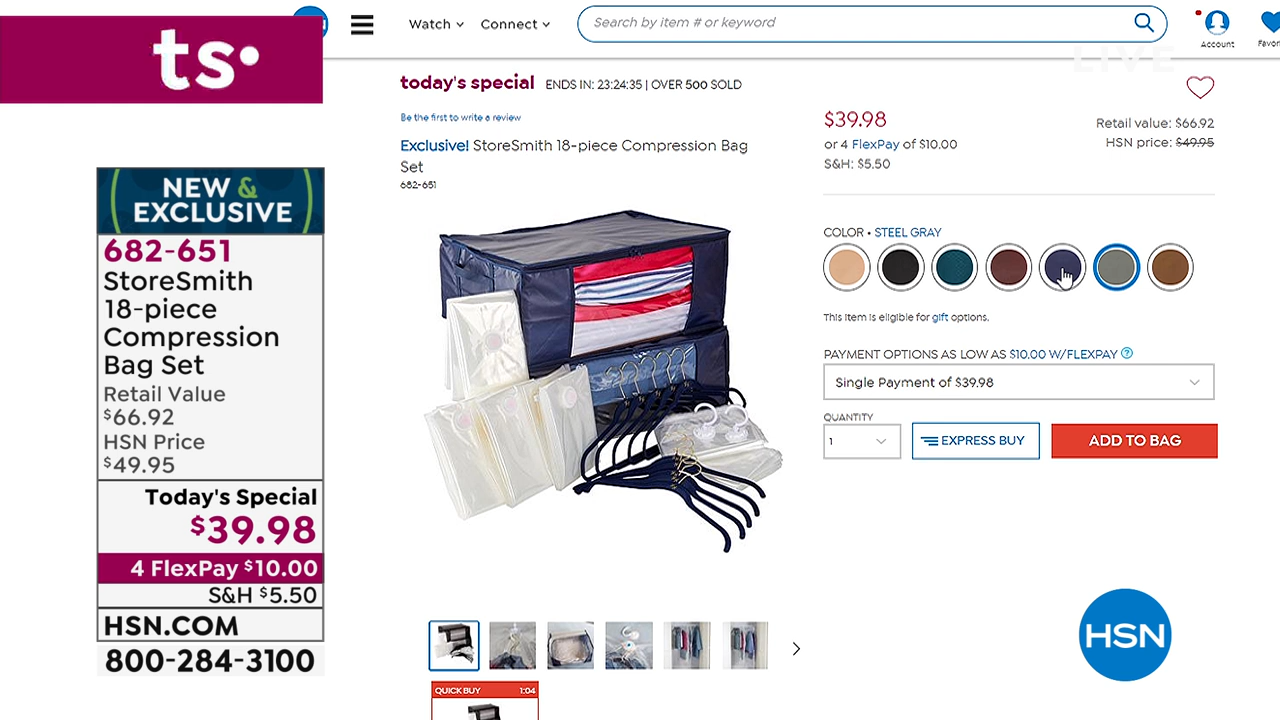 ts.
NEW &
EXCLUSIVE
682-651
StoreSmith
18-piece
Compression
Bag Set
Retail Value
$66.92
HSN Price
$49.95
Today's Special
$39.98
4 FlexPay $10.00
S&H $5.50
HSN.COM
800-284-3100
Watch
Connect
Search by item # or keyword
Account
LIVE
today's special ENDS IN: 23:24:35 | OVER 500 SOLD
Be the first to write a review
Exclusive! StoreSmith 18-piece Compression Bag
Set
682-651
$39.98
or 4 FlexPay of $10.00
S&H: $5.50
Retail value: $66.92
HSN price: $49.95
COLOR • STEEL GRAY
This item is eligible for gift options.
PAYMENT OPTIONS AS LOW AS $10.00 W/FLEXPAY ?
Single Payment of $39.98
QUANTITY
1
EXPRESS BUY
ADD TO BAG
QUICK BUY 1:04
HSN